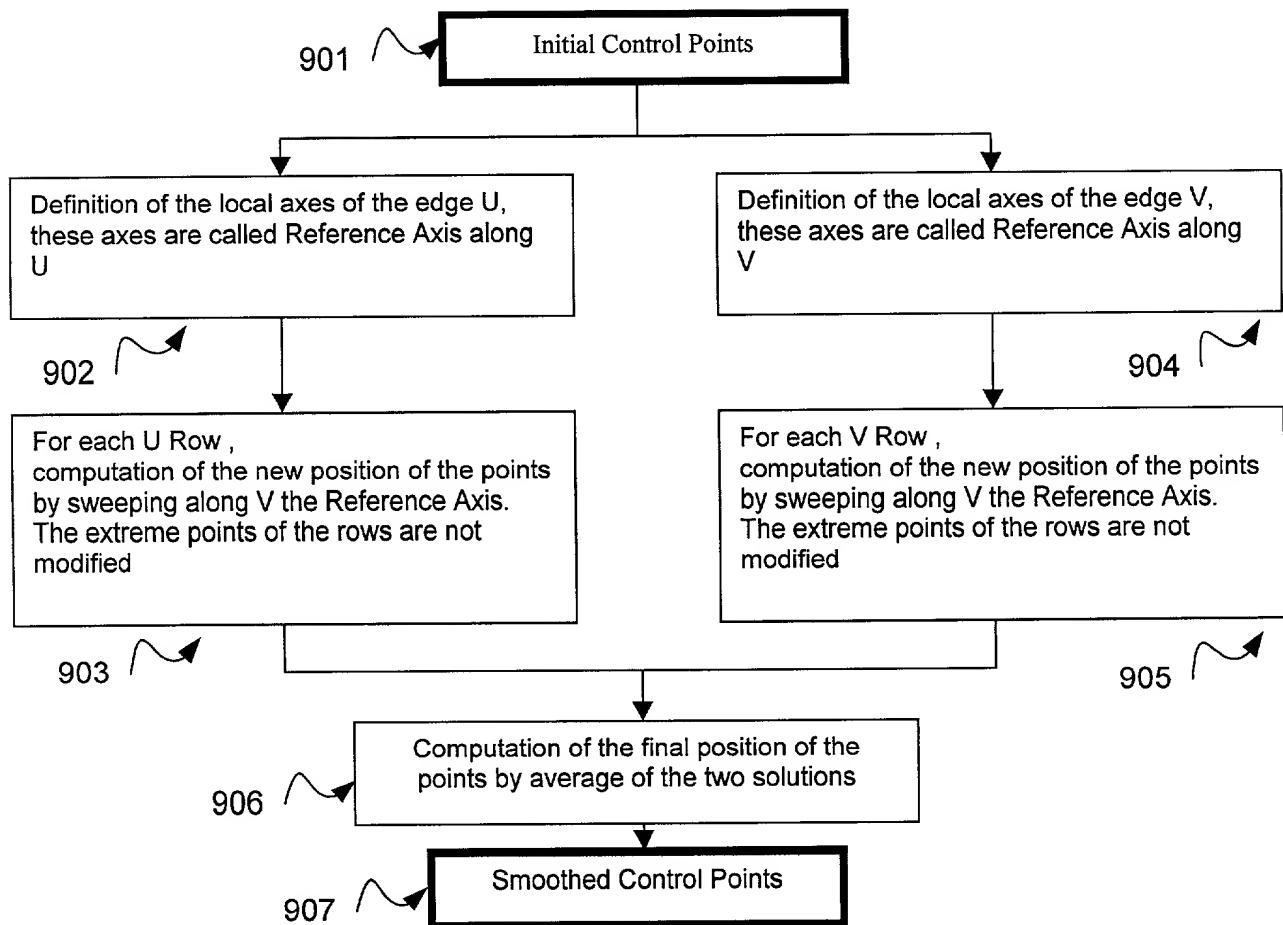 901
Initial Control Points
Definition of the local axes of the edge U,
these axes are called Reference Axis along
U
902
Definition of the local axes of the edge V,
these axes are called Reference Axis along
V
904
For each U Row ,
computation of the new position of the points
by sweeping along V the Reference Axis.
The extreme points of the rows are not
modified
903
For each V Row ,
computation of the new position of the points
by sweeping along V the Reference Axis.
The extreme points of the rows are not
modified
905
Computation of the final position of the
points by average of the two solutions
906
Smoothed Control Points
907